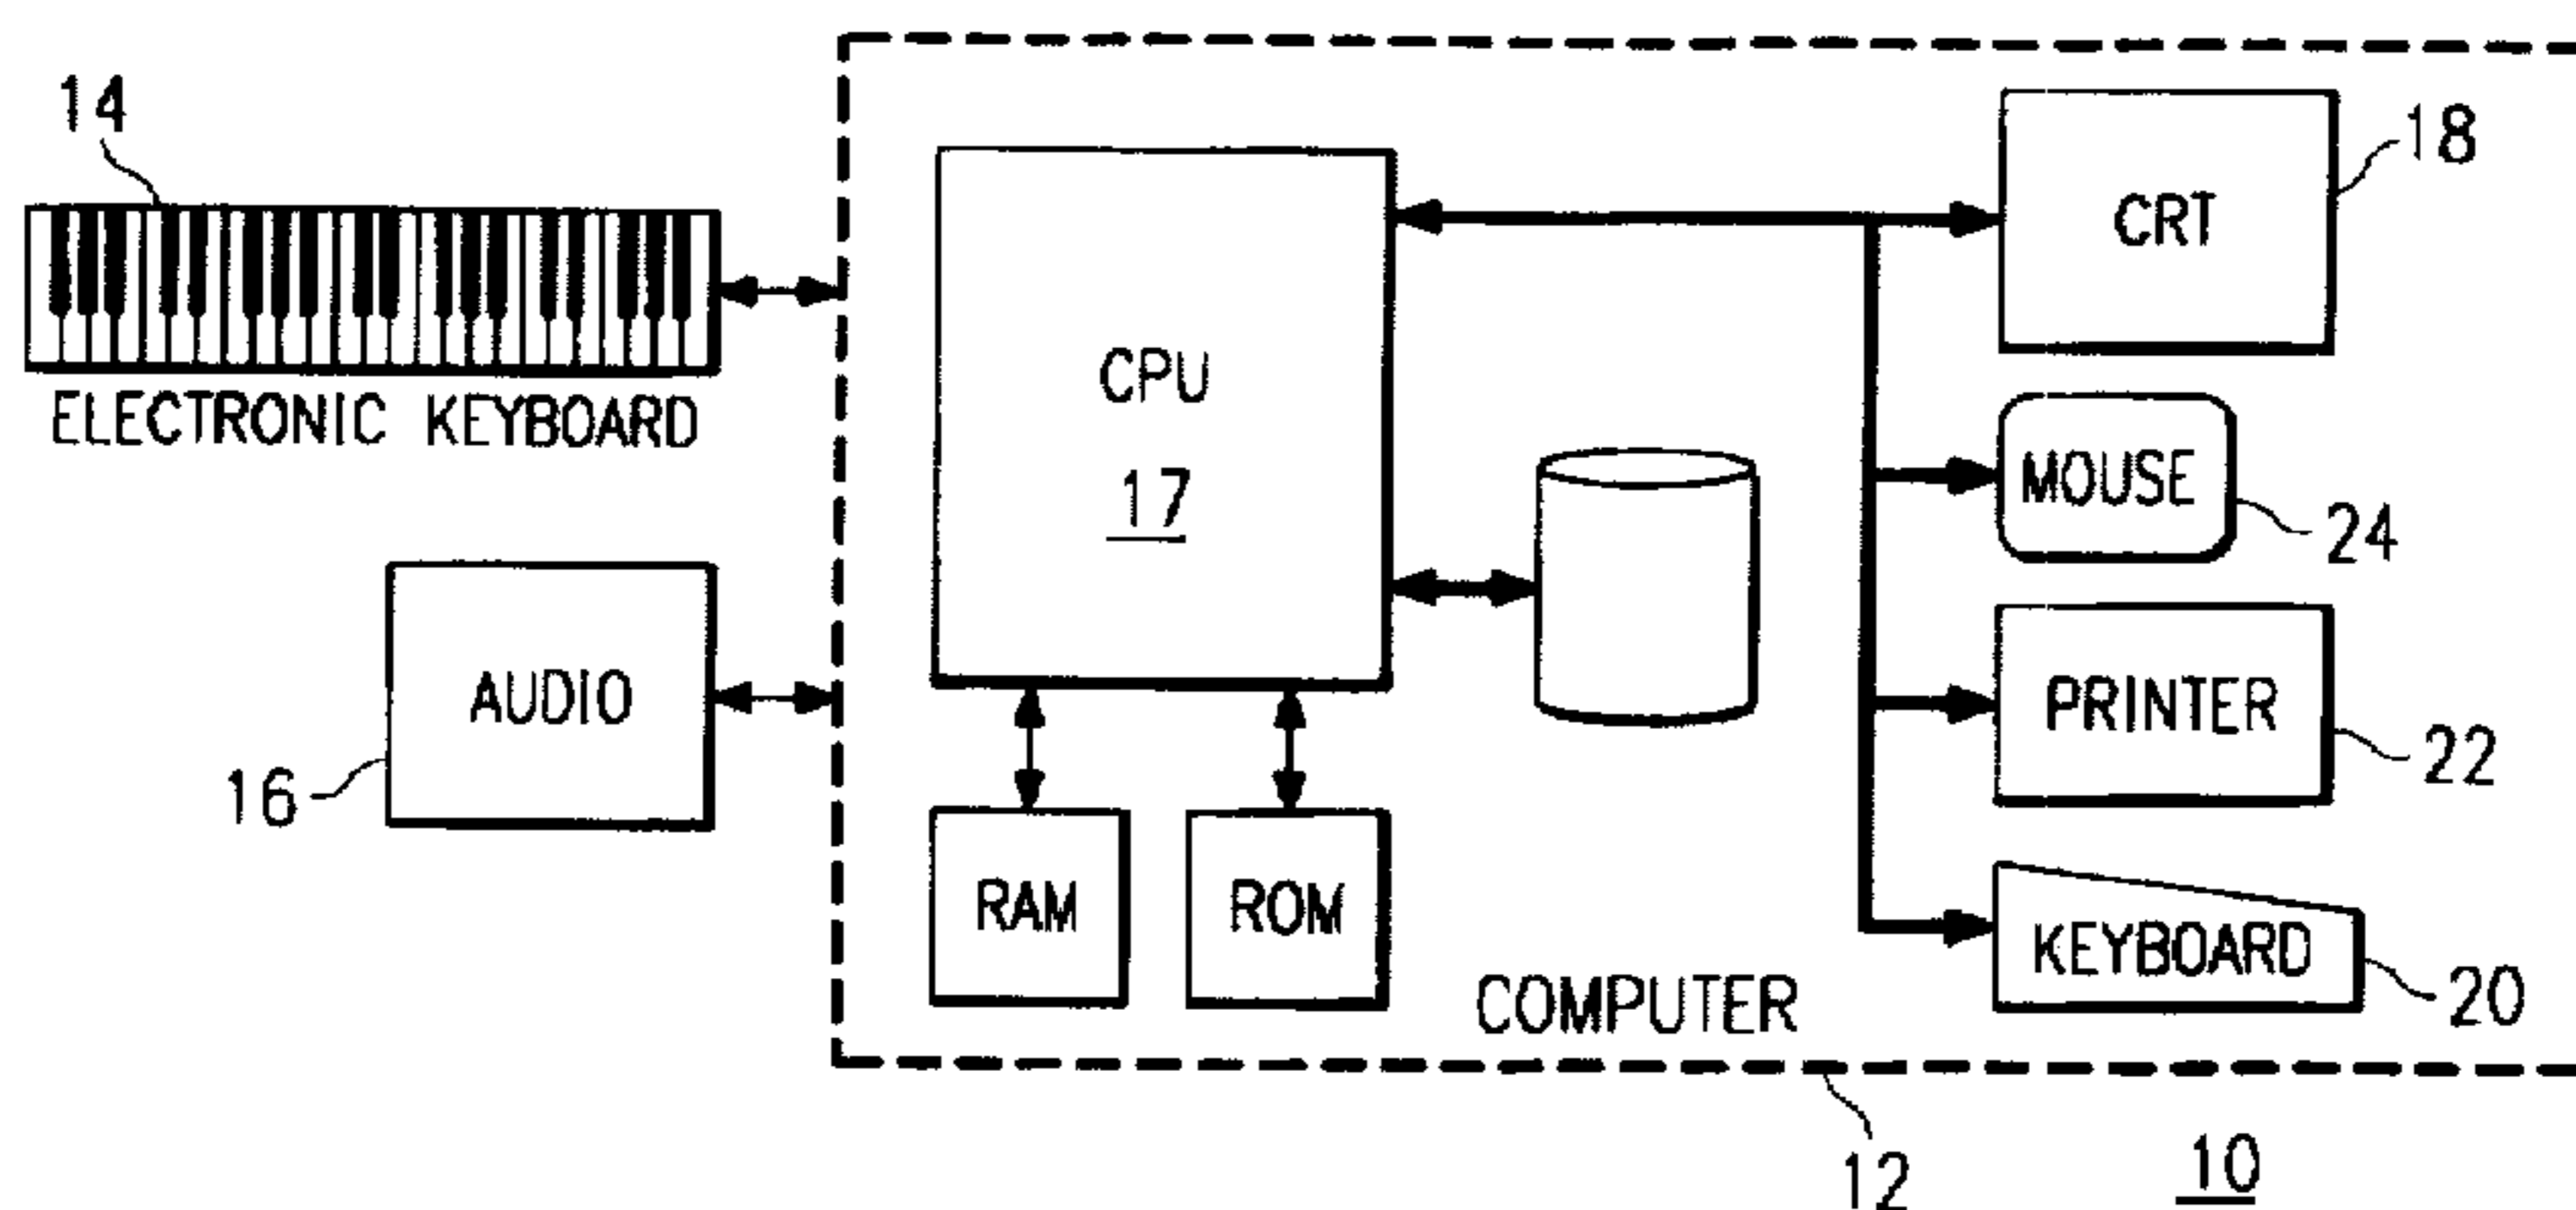 14
ELECTRONIC KEYBOARD
AUDIO
16
CPU
17
RAM
ROM
COMPUTER
CRT
18
MOUSE
24
PRINTER
22
KEYBOARD
20
12
10